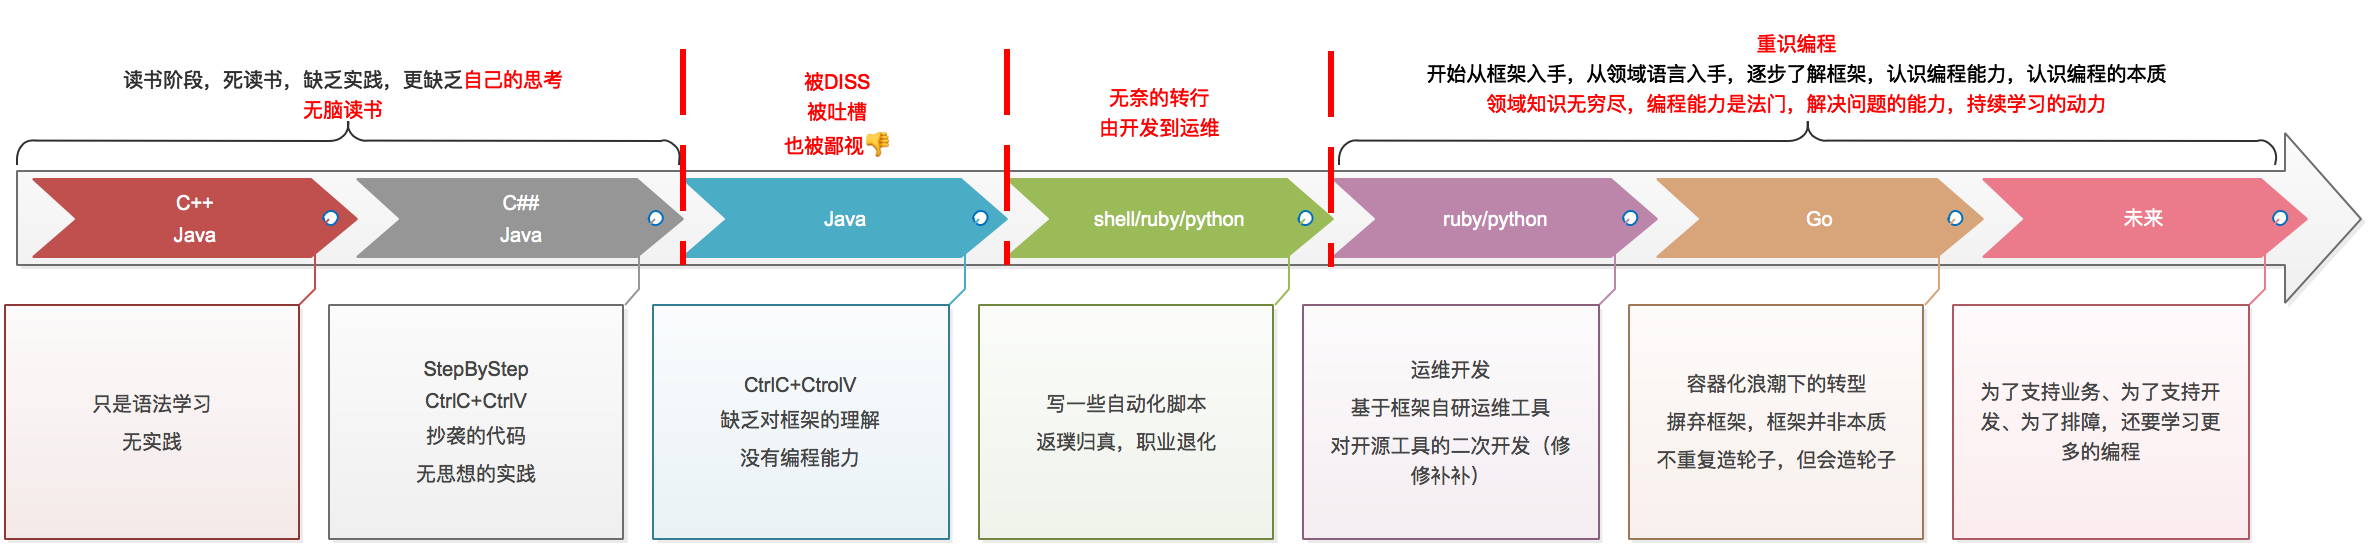 读书阶段，死读书，缺乏实践，更缺乏自己的思考
无脑读书
被DISS
被吐槽
也被鄙视👎
无奈的转行
由开发到运维
重识编程
开始从框架入手，从领域语言入手，逐步了解框架，认识编程能力，认识编程的本质
领域知识无穷尽，编程能力是法门，解决问题的能力，持续学习的动力
C++
Java
C##
Java
Java
shell/ruby/python
ruby/python
Go
未来
只是语法学习
无实践
StepByStep
CtrlC+CtrlV
抄袭的代码
无思想的实践
CtrlC+CtrolV
缺乏对框架的理解
没有编程能力
写一些自动化脚本
返璞归真，职业退化
运维开发
基于框架自研运维工具
对开源工具的二次开发（修
修补补）
容器化浪潮下的转型
摒弃框架，框架并非本质
不重复造轮子，但会造轮子
为了支持业务、为了支持开
发、为了排障，还要学习更
多的编程